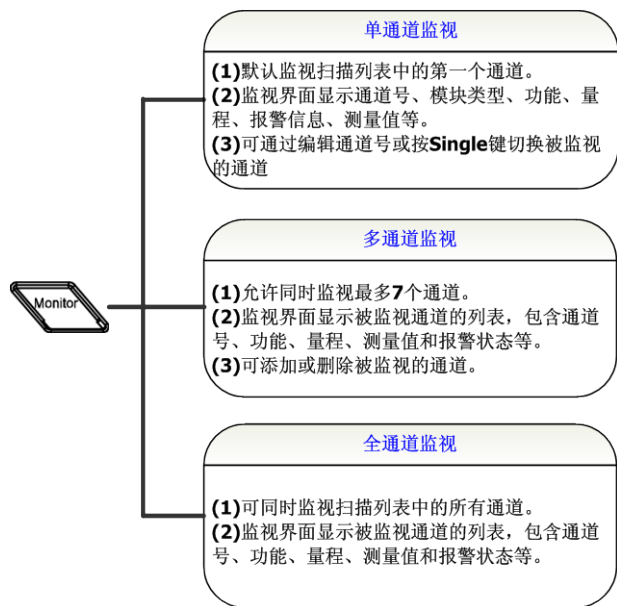 单通道监视
(1)默认监视扫描列表中的第一个通道。
(2)监视界面显示通道号、模块类型、功能、量
程、报警信息、测量值等。
(3)可通过编辑通道号或按Single键切换被监视
的通道
多通道监视
(1)允许同时监视最多7个通道。
(2)监视界面显示被监视通道的列表，包含通道
号、功能、量程、测量值和报警状态等。
(3)可添加或删除被监视的通道。
Monitor
全通道监视
(1)可同时监视扫描列表中的所有通道。
(2)监视界面显示被监视通道的列表，包含通道
号、功能、量程、测量值和报警状态等。